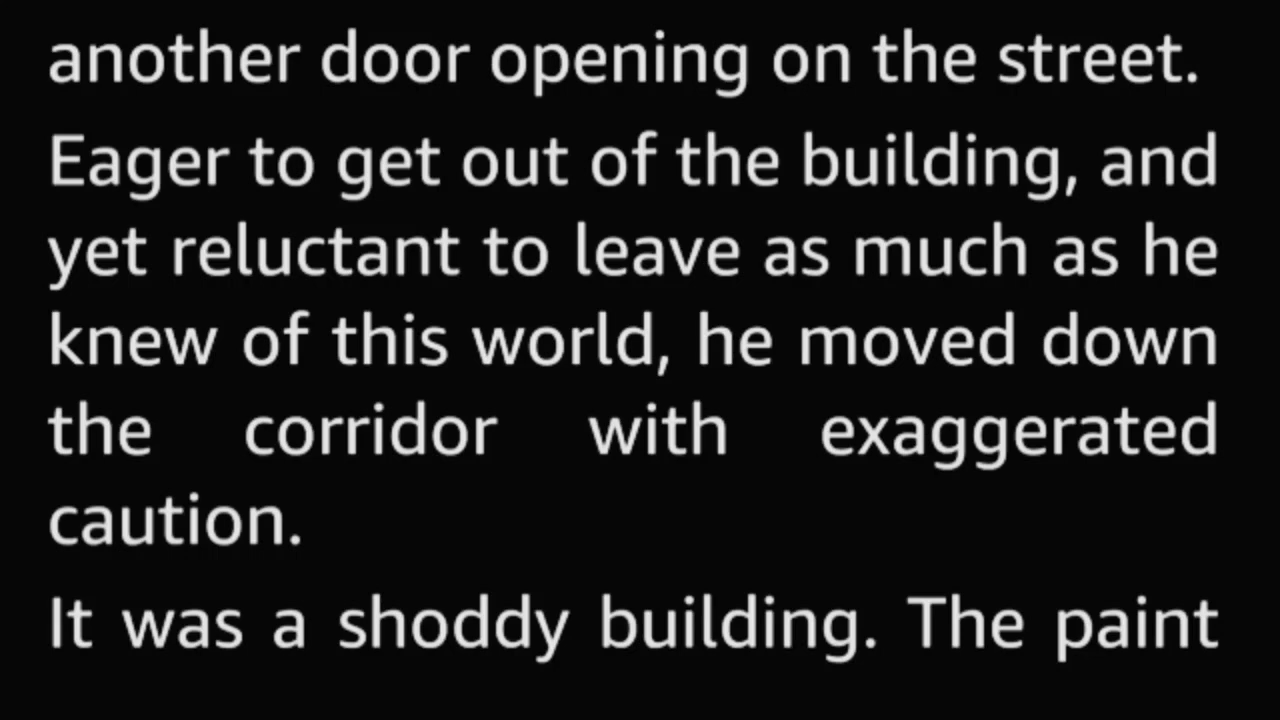 another door opening on the street.
Eager to get out of the building, and
yet reluctant to leave as much as he
knew of this world, he moved down
the corridor with exaggerated
caution.
It was a shoddy building. The paint